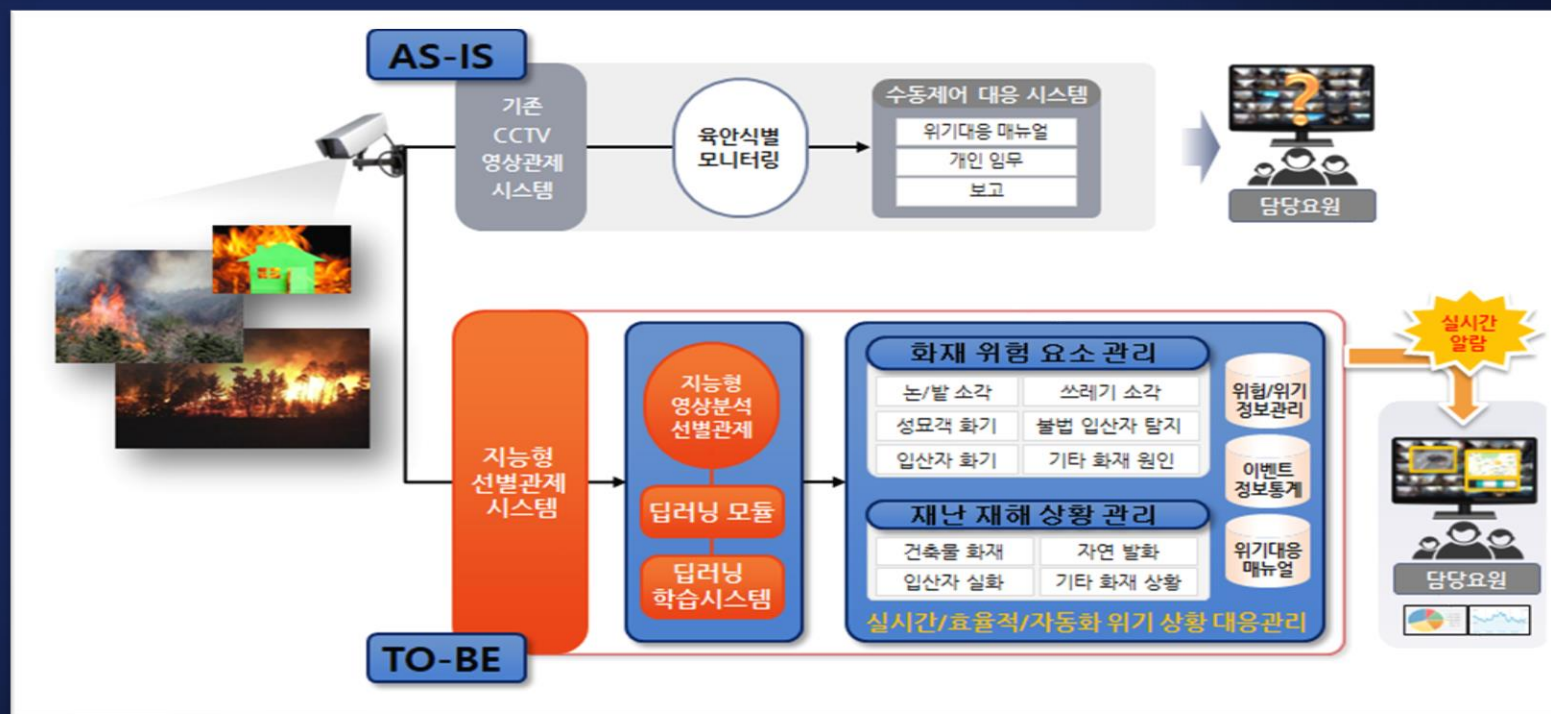 AS-IS
기존
CCTV
영상관제
시스템
육안식별
모니터링
수동제어 대응 시스템
위기대응 매뉴얼
개인 임무
보고
?
담당요원
지능형
선별관제
시스템
지능형
영상분석
선별관제
딥러닝 모듈
딥러닝
학습시스템
화재 위험 요소 관리
논/밭 소각
쓰레기 소각
성묘객 화기
불법 입산자 탐지
입산자 화기
기타 화재 원인
재난 재해 상황 관리
건축물 화재
자연 발화
입산자 실화
기타 화재 상황
위험/위기
정보관리
이벤트
정보통계
위기대응
매뉴얼
실시간/효율적/자동화 위기 상황 대응관리
실시간
알람
담당요원
TO-BE